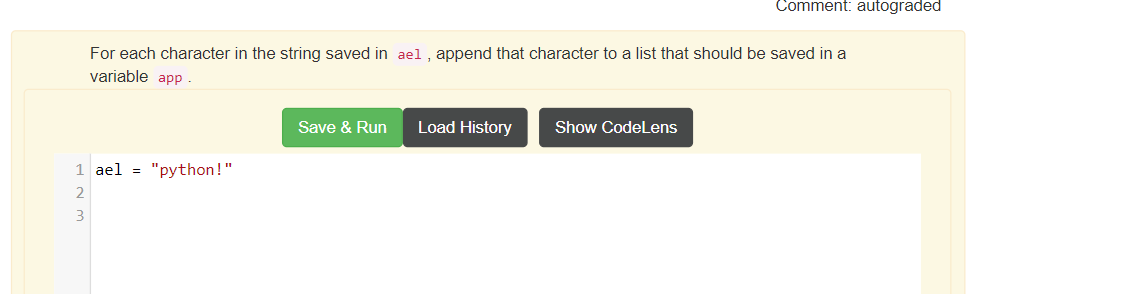 Comment: autograded
For each character in the string saved in ael , append that character to a list that should be saved in a
variable app .
Save & Run Load History Show CodeLens
1 ael = "python!"
2
3